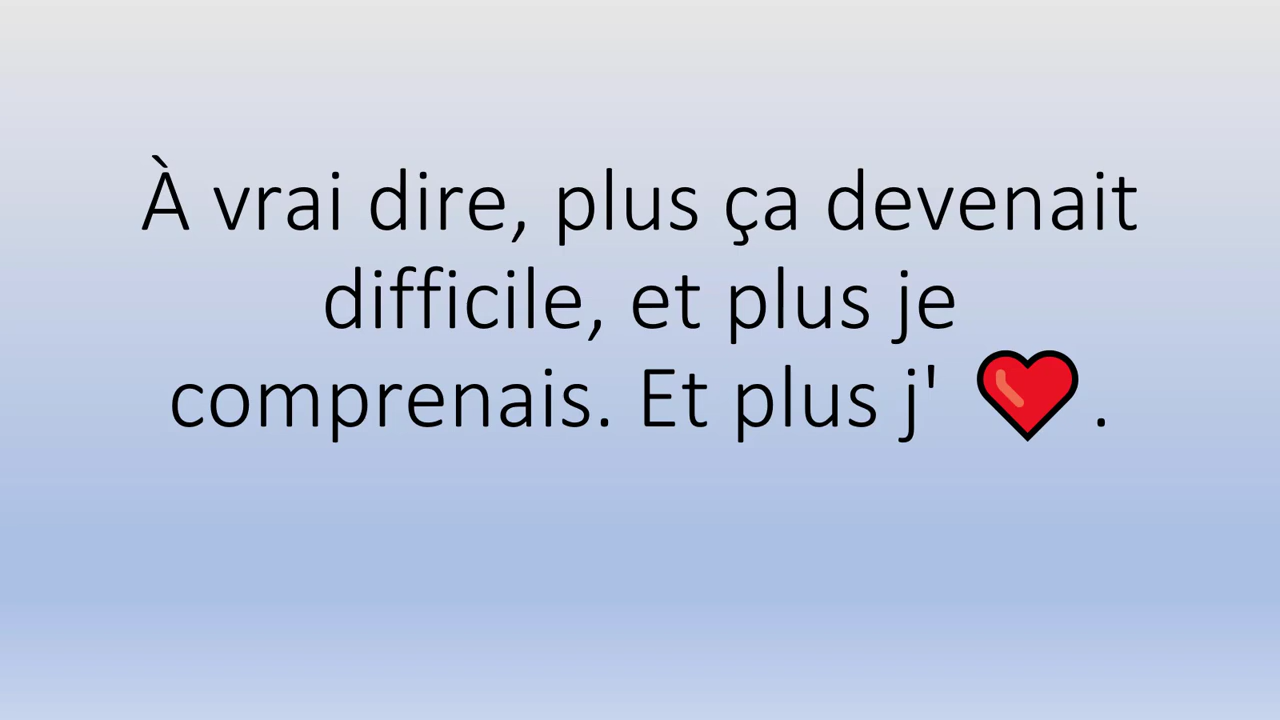 À vrai dire, plus ça devenait
difficile, et plus je
comprenais. Et plus j' ❤️.